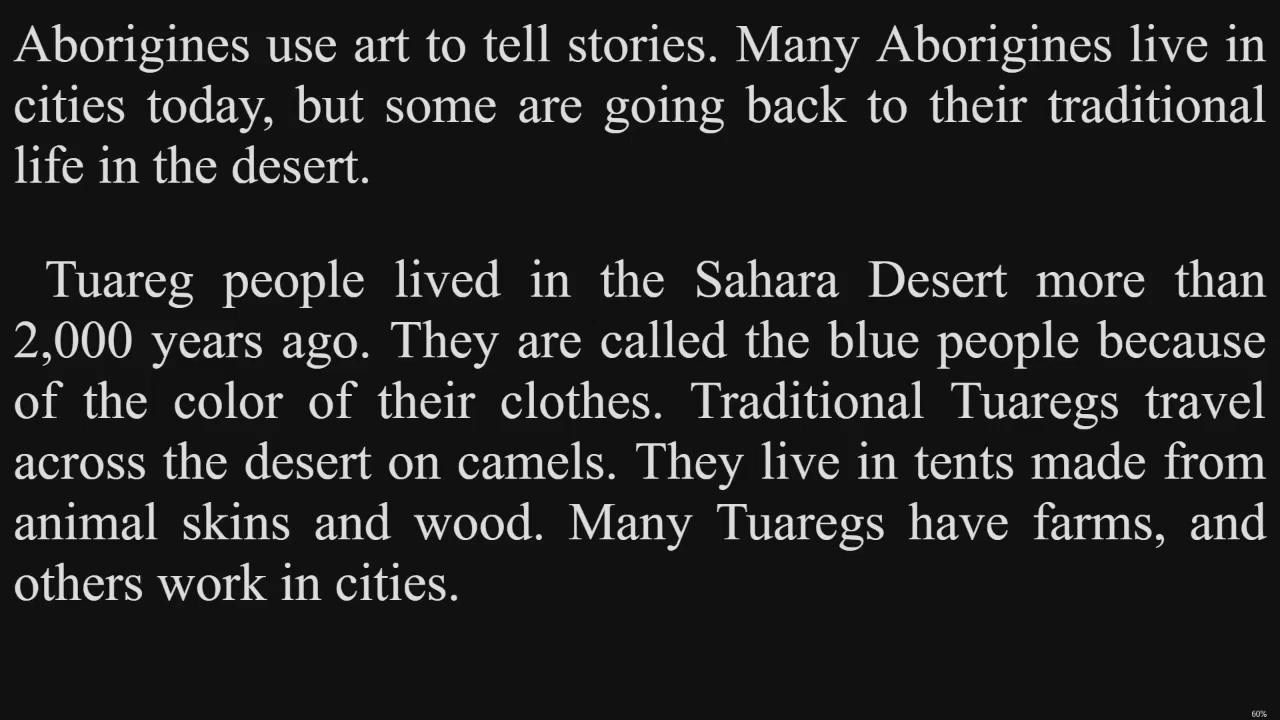 Aborigines use art to tell stories. Many Aborigines live in
cities today, but some are going back to their traditional
life in the desert.
Tuareg people lived in the Sahara Desert more than
2,000 years ago. They are called the blue people because
of the color of their clothes. Traditional Tuaregs travel
across the desert on camels. They live in tents made from
animal skins and wood. Many Tuaregs have farms, and
others work in cities.
60%